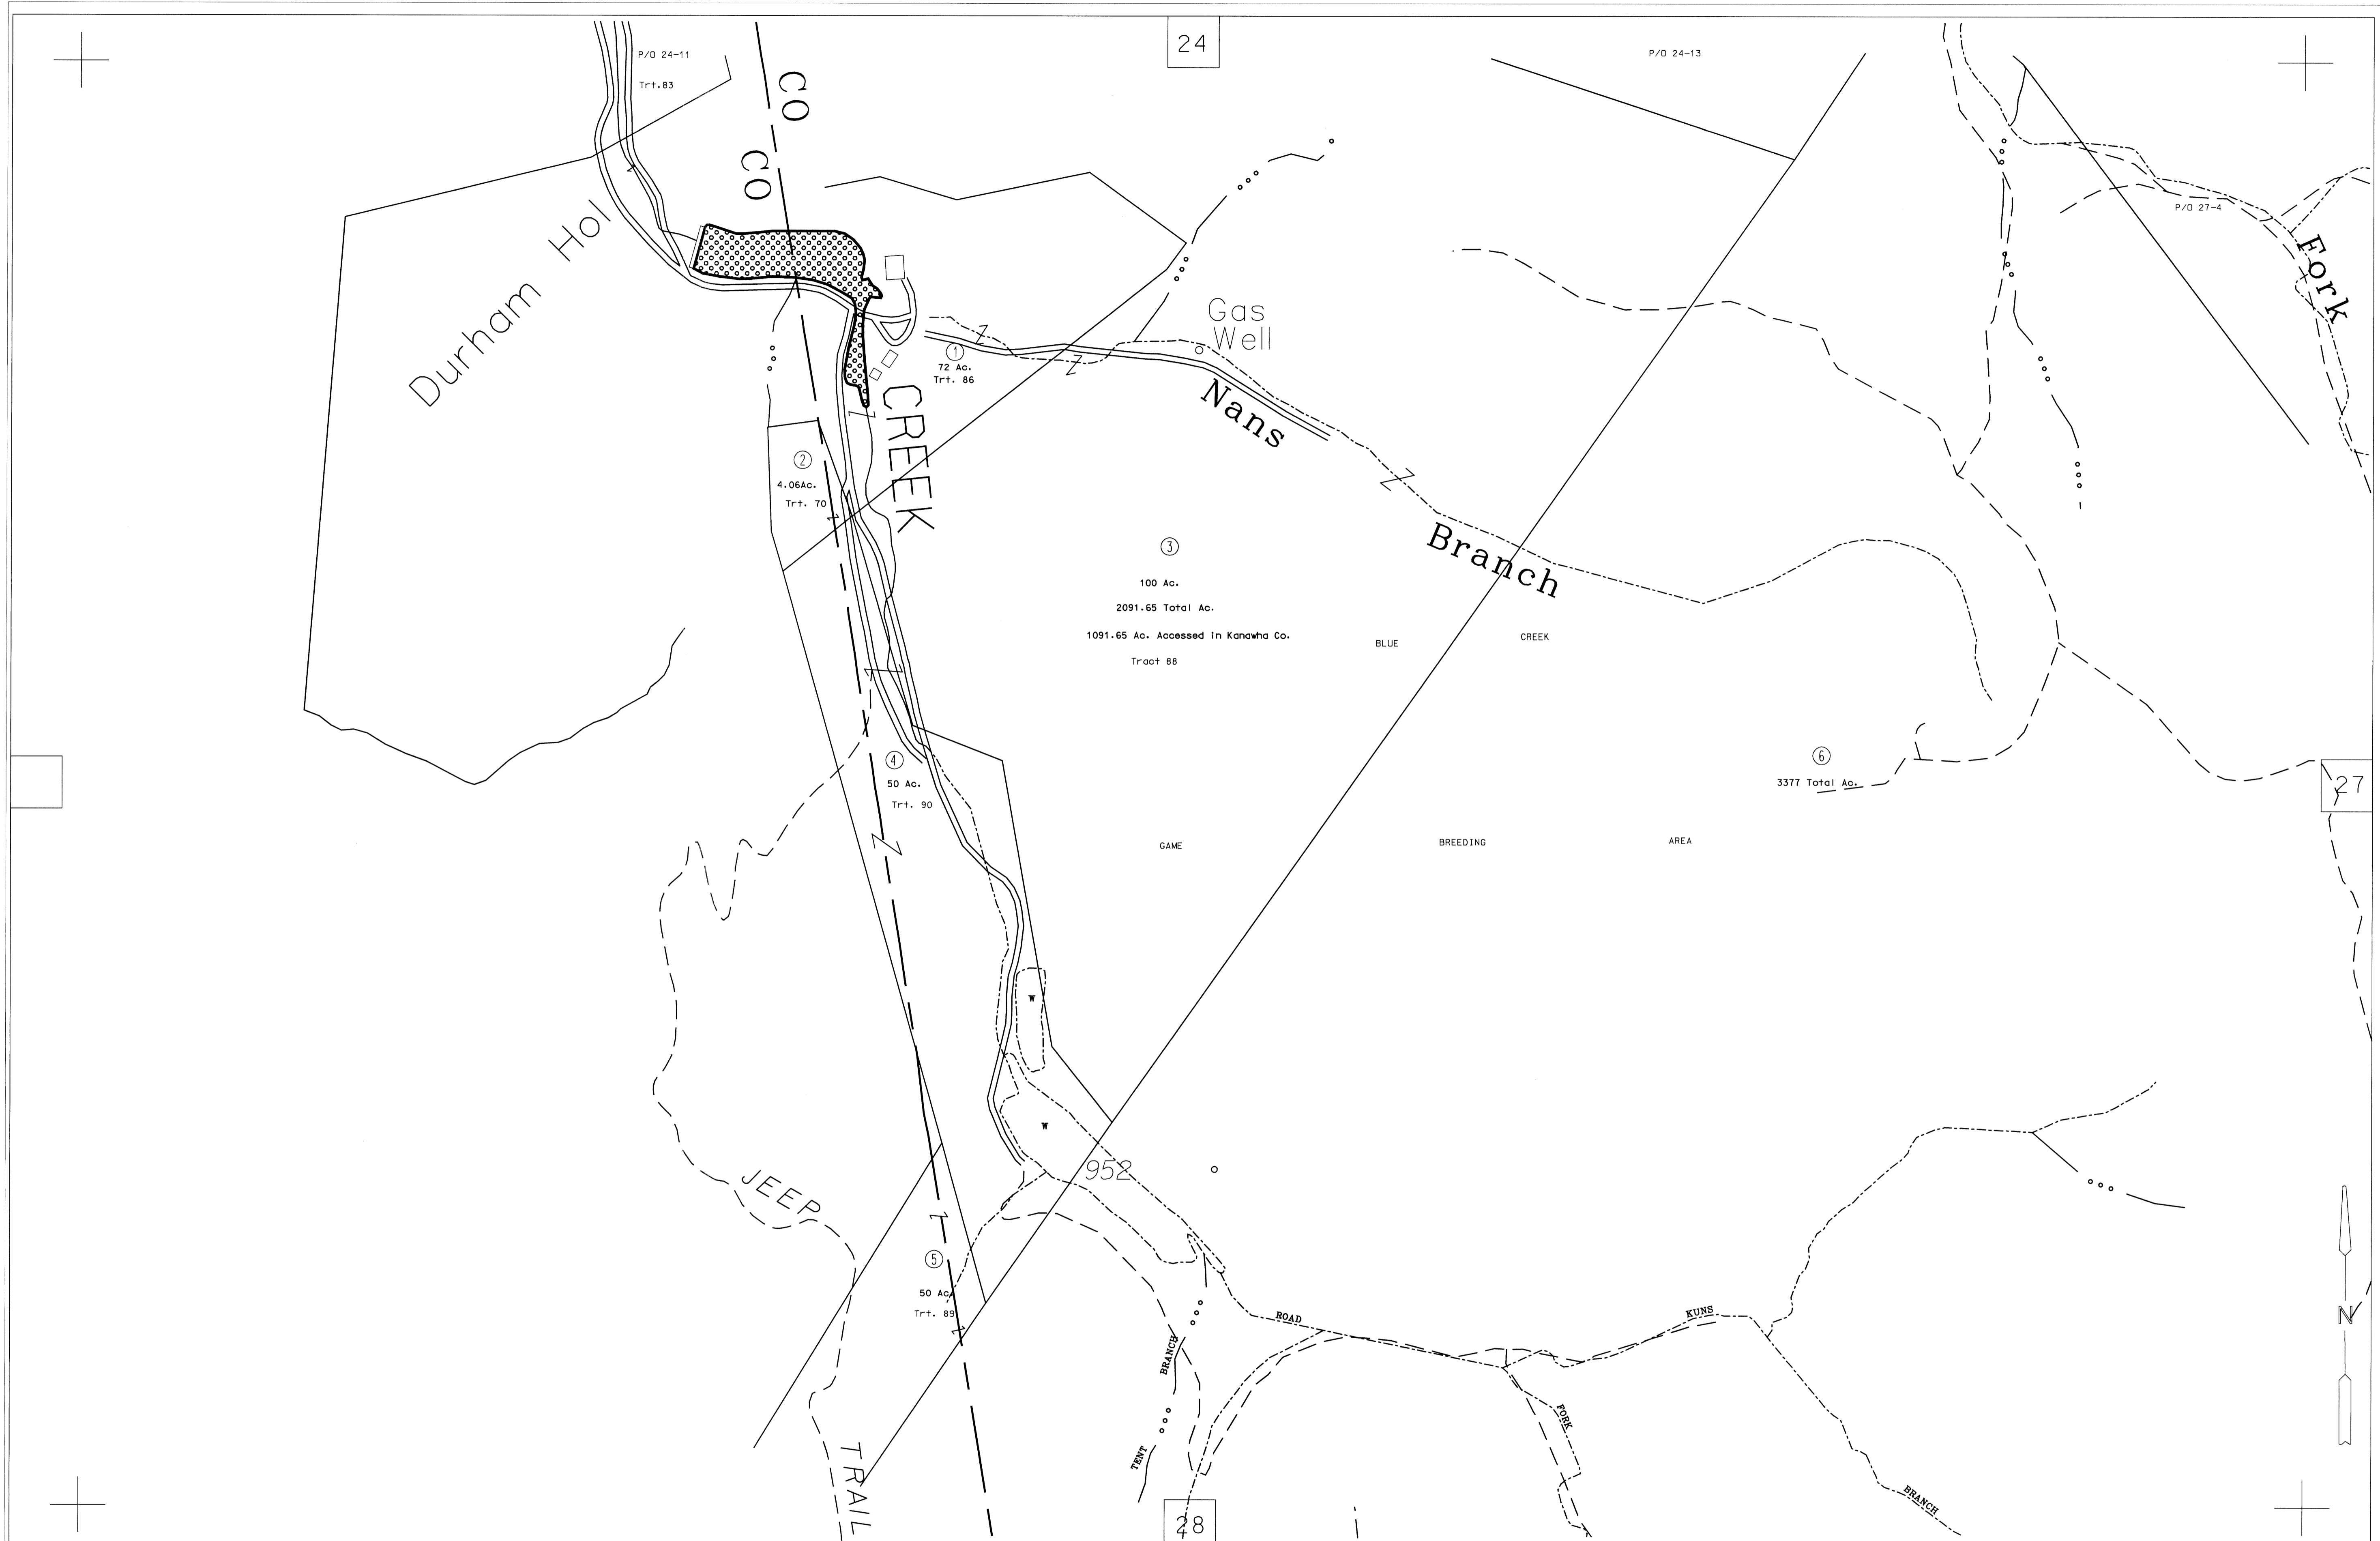 24
P/O 24-11
Trt.83
P/O 24-13
CO
CO
P/O 27-4
Fork
Durham Hol
Gas
Well
1
72 Ac.
Trt. 86
CREEK
Nans
Branch
2
4.06Ac.
Trt. 70
3
100 Ac.
2091.65 Total Ac.
1091.65 Ac. Accessed in Kanawha Co.
Tract 88
BLUE CREEK
4
50 Ac.
Trt. 90
6
3377 Total Ac.
27
GAME BREEDING AREA
W
W
952
JEEP
TRAIL
5
50 Ac.
Trt. 89
ROAD
KUNS
BRANCH
TENT
FORK
BRANCH
N
28